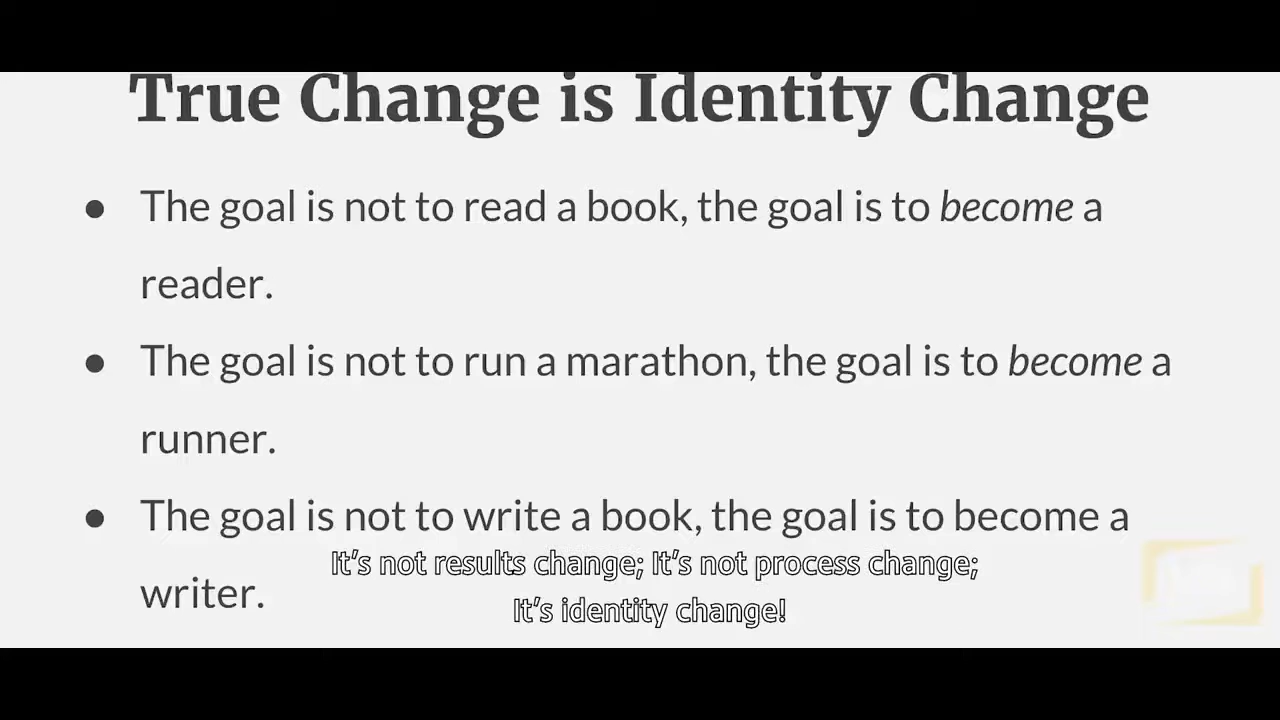 True Change is Identity Change
● The goal is not to read a book, the goal is to become a
reader.
● The goal is not to run a marathon, the goal is to become a
runner.
● The goal is not to write a book, the goal is to become a
writer.
It's not results change; It's not process change;
It's identity change!